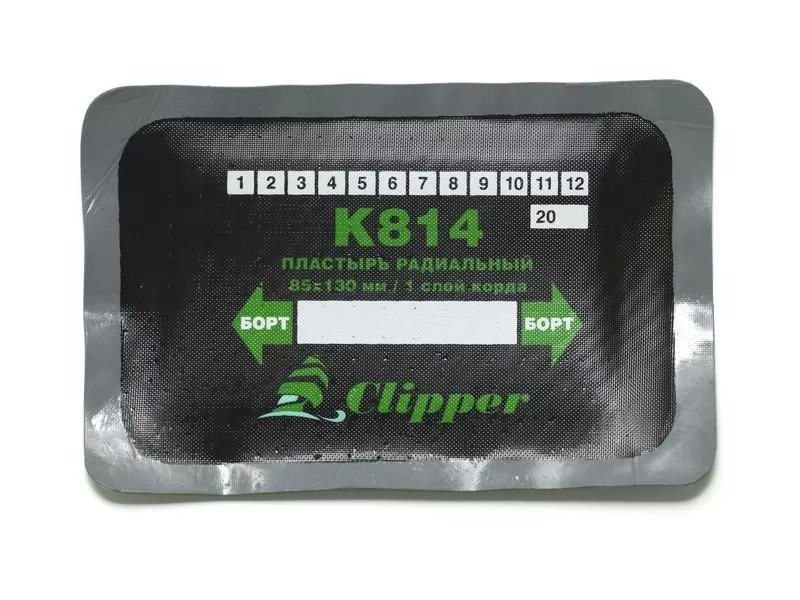 1 2 3 4 5 6 7 8 9 10 11 12
20
К814
ПЛАСТЫРЬ РАДИАЛЬНЫЙ
85x130 мм / 1 слой корда
БОРТ БОРТ
Clipper